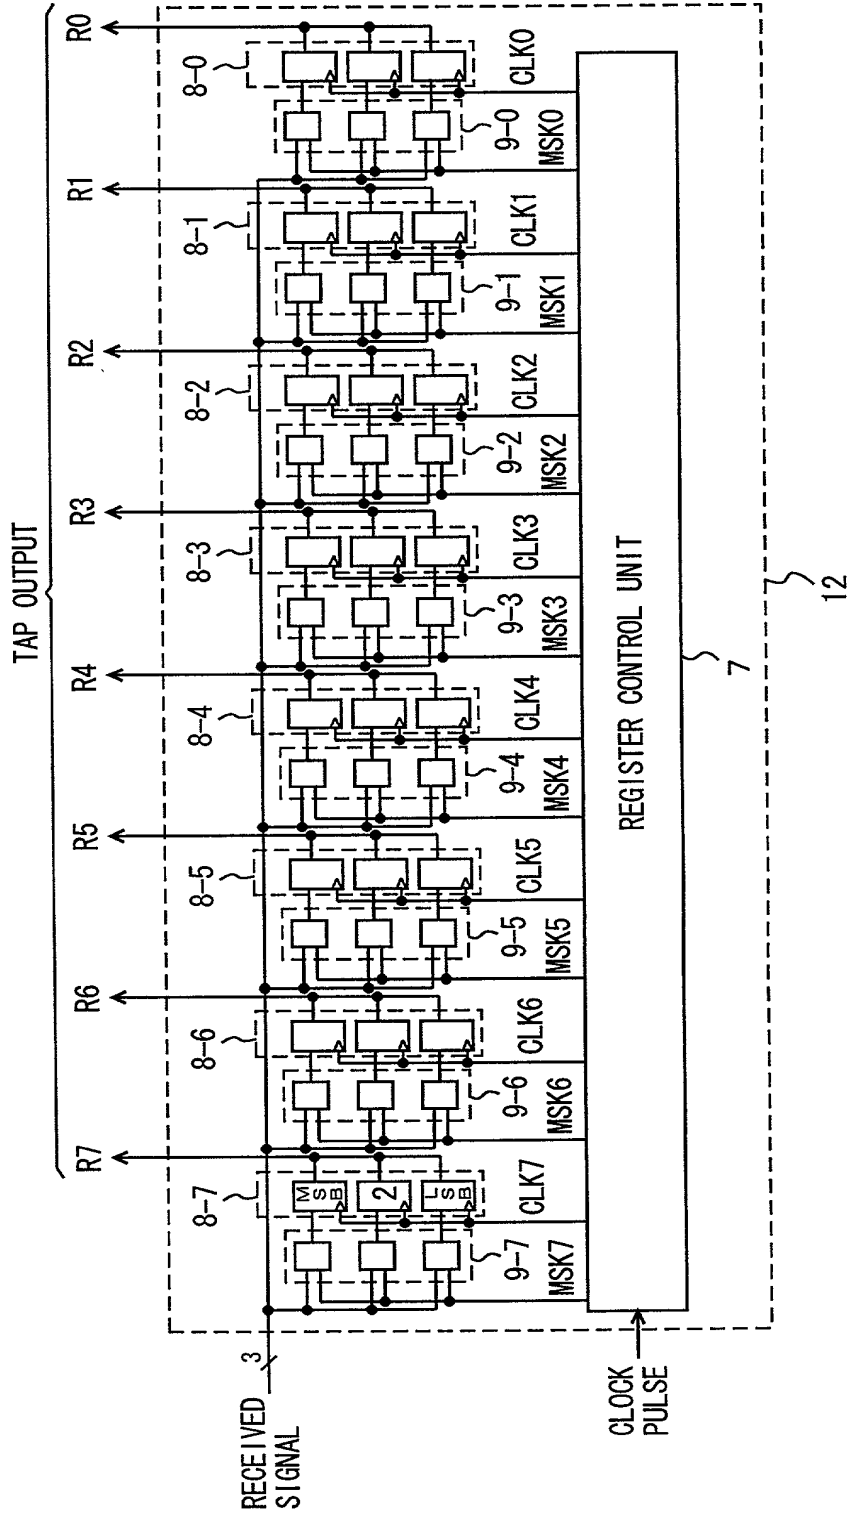 TAP OUTPUT
R7
R6
R5
R4
R3
R2
R1
R0
8-7
8-6
8-5
8-4
8-3
8-2
8-1
8-0
RECEIVED
SIGNAL
3
MSB
2
LSB
9-7
9-6
9-5
9-4
9-3
9-2
9-1
9-0
MSK7
CLK7
MSK6
CLK6
MSK5
CLK5
MSK4
CLK4
MSK3
CLK3
MSK2
CLK2
MSK1
CLK1
MSK0
CLK0
CLOCK
PULSE
REGISTER CONTROL UNIT
7
12